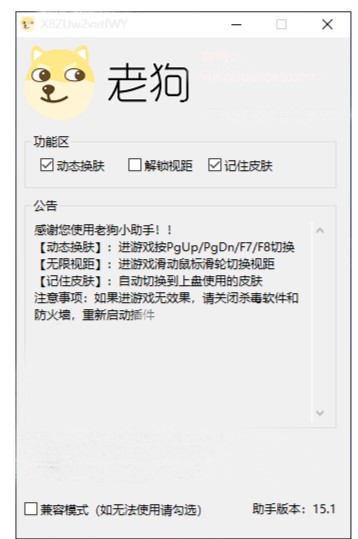 X8ZUw2xatfWY
老狗
功能区
动态换肤 解锁视距 记住皮肤
公告
感谢您使用老狗小助手！！
【动态换肤】：进游戏按PgUp/PgDn/F7/F8切换
【无限视距】：进游戏滑动鼠标滑轮切换视距
【记住皮肤】：自动切换到上盘使用的皮肤
注意事项：如果进游戏无效果，请关闭杀毒软件和
防火墙，重新启动插件
兼容模式（如无法使用请勾选） 助手版本：15.1